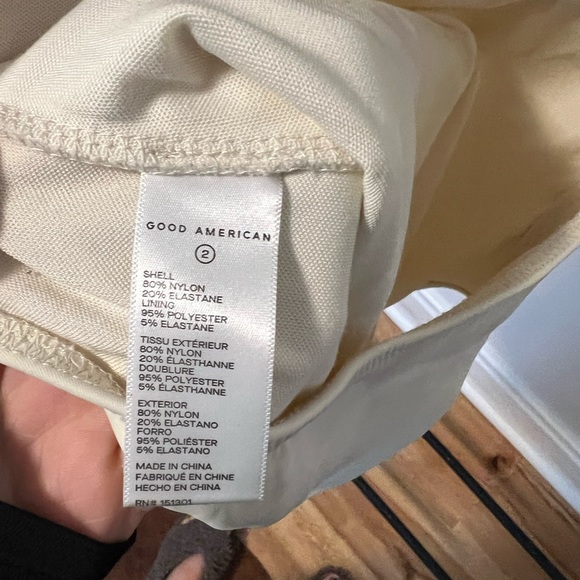 GOOD AMERICAN
2
SHELL
80% NYLON
20% ELASTANE
LINING
95% POLYESTER
5% ELASTANE
TISSU EXTÉRIEUR
80% NYLON
20% ÉLASTHANNE
DOUBLURE
95% POLYESTER
5% ÉLASTHANNE
EXTERIOR
80% NYLON
20% ELASTANO
FORRO
95% POLIÉSTER
5% ELASTANO
MADE IN CHINA
FABRIQUÉ EN CHINE
HECHO EN CHINA
RN# 151301